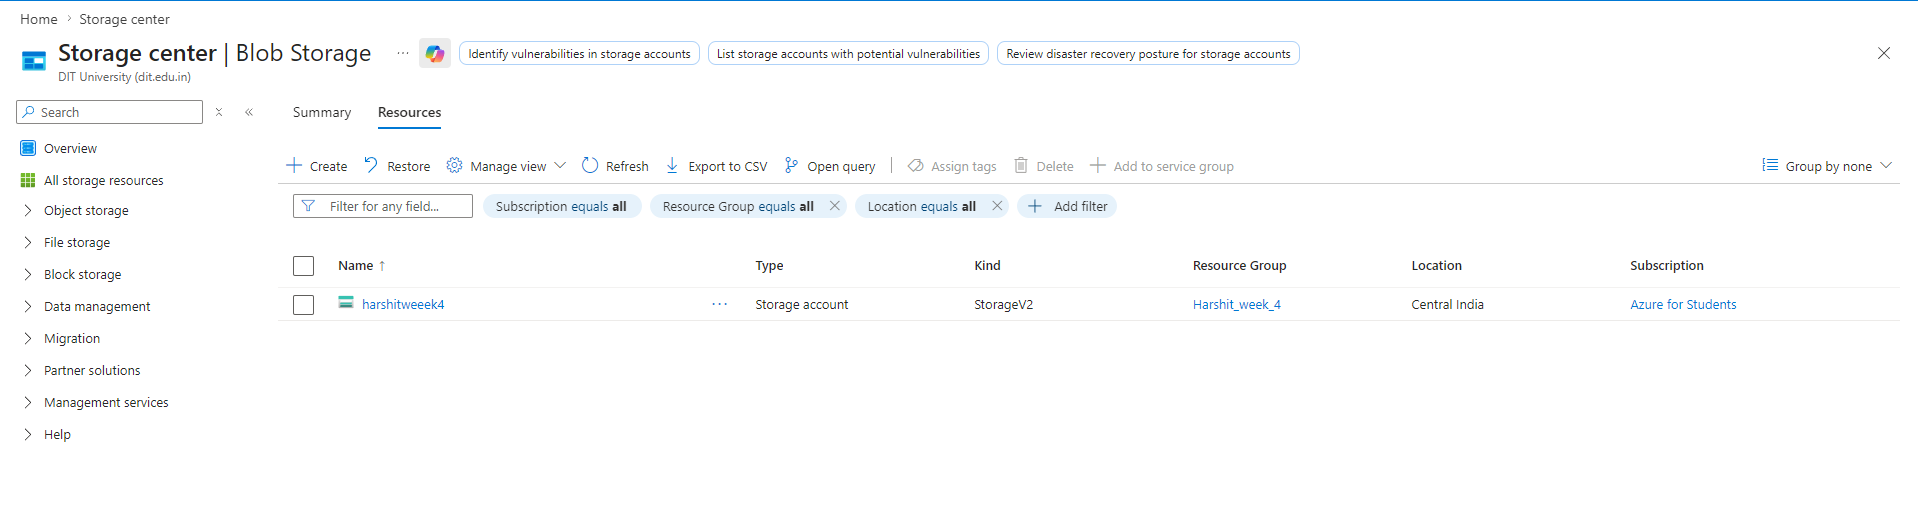 Home > Storage center
Storage center | Blob Storage ... Identify vulnerabilities in storage accounts List storage accounts with potential vulnerabilities Review disaster recovery posture for storage accounts
DIT University (dit.edu.in)
Search
Summary Resources
Overview
All storage resources
Object storage
File storage
Block storage
Data management
Migration
Partner solutions
Management services
Help
Create Restore Manage view Refresh Export to CSV Open query Assign tags Delete Add to service group Group by none
Filter for any field... Subscription equals all Resource Group equals all Location equals all Add filter
Name ↑ Type Kind Resource Group Location Subscription
harshitweeek4 ... Storage account StorageV2 Harshit_week_4 Central India Azure for Students